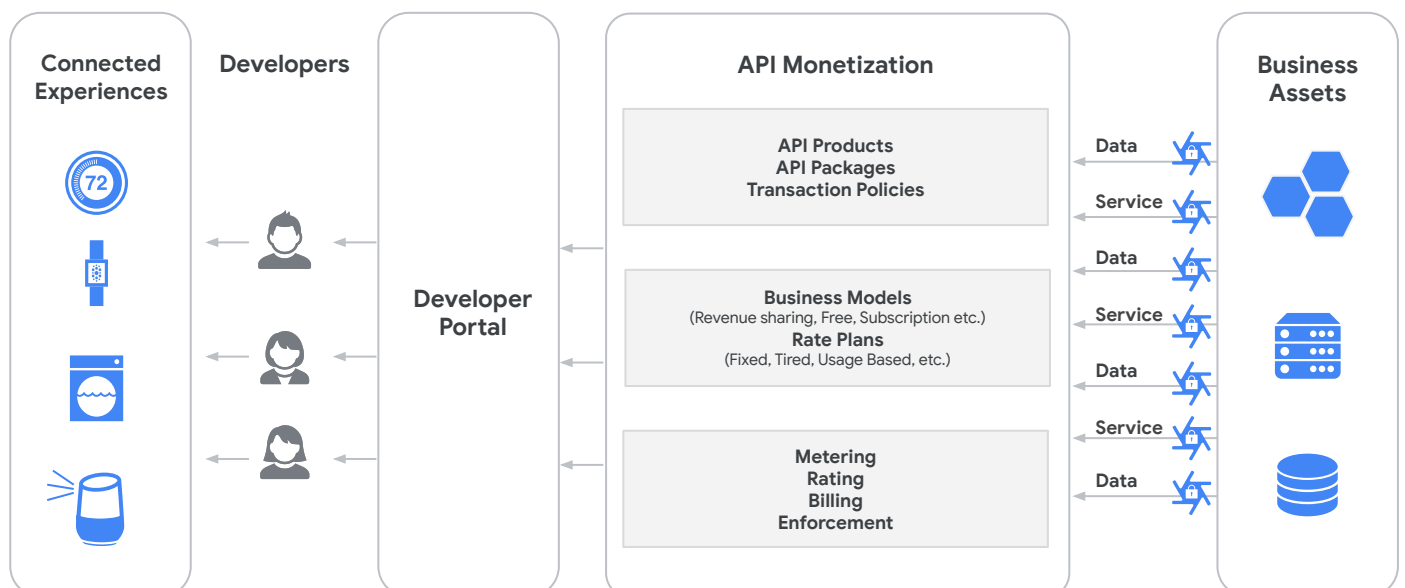 Connected
Experiences
72
Developers
Developer
Portal
API Monetization
API Products
API Packages
Transaction Policies
Business Models
(Revenue sharing, Free, Subscription etc.)
Rate Plans
(Fixed, Tired, Usage Based, etc.)
Metering
Rating
Billing
Enforcement
Data
Service
Data
Service
Data
Service
Data
Business
Assets